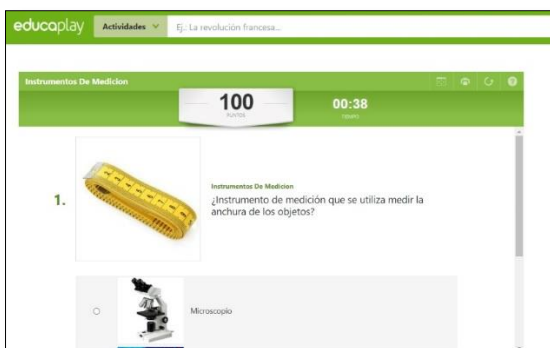 educaplay
Actividades
Ej.: La revolución francesa...
Instrumentos De Medicion
100
PUNTOS
00:38
TIEMPO
1.
Instrumentos De Medicion
¿Instrumento de medición que se utiliza medir la
anchura de los objetos?
Microscopio